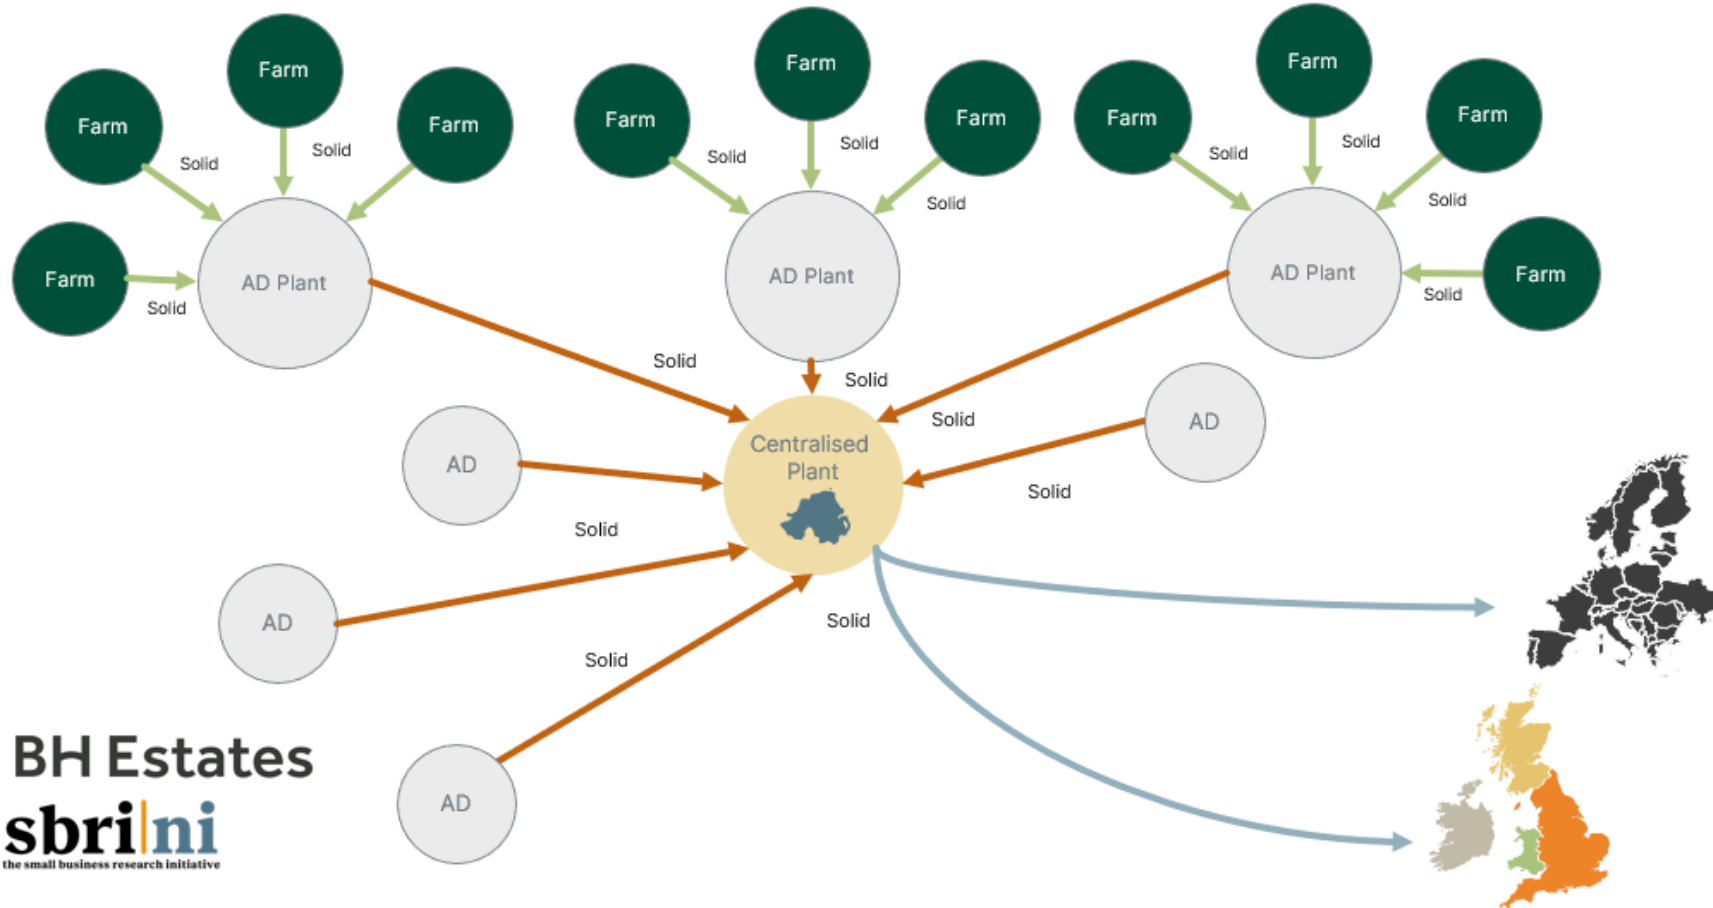 Farm
Farm
Farm
Farm
Farm
Farm
Farm
Farm
Farm
Solid
Solid
Solid
Solid
Solid
Solid
Solid
Solid
Farm
AD Plant
Solid
AD Plant
AD Plant
Solid
Farm
Solid
Solid
Solid
Solid
AD
Centralised
Plant
AD
Solid
Solid
AD
Solid
Solid
AD
BH Estates
sbri|ni
the small business research initiative